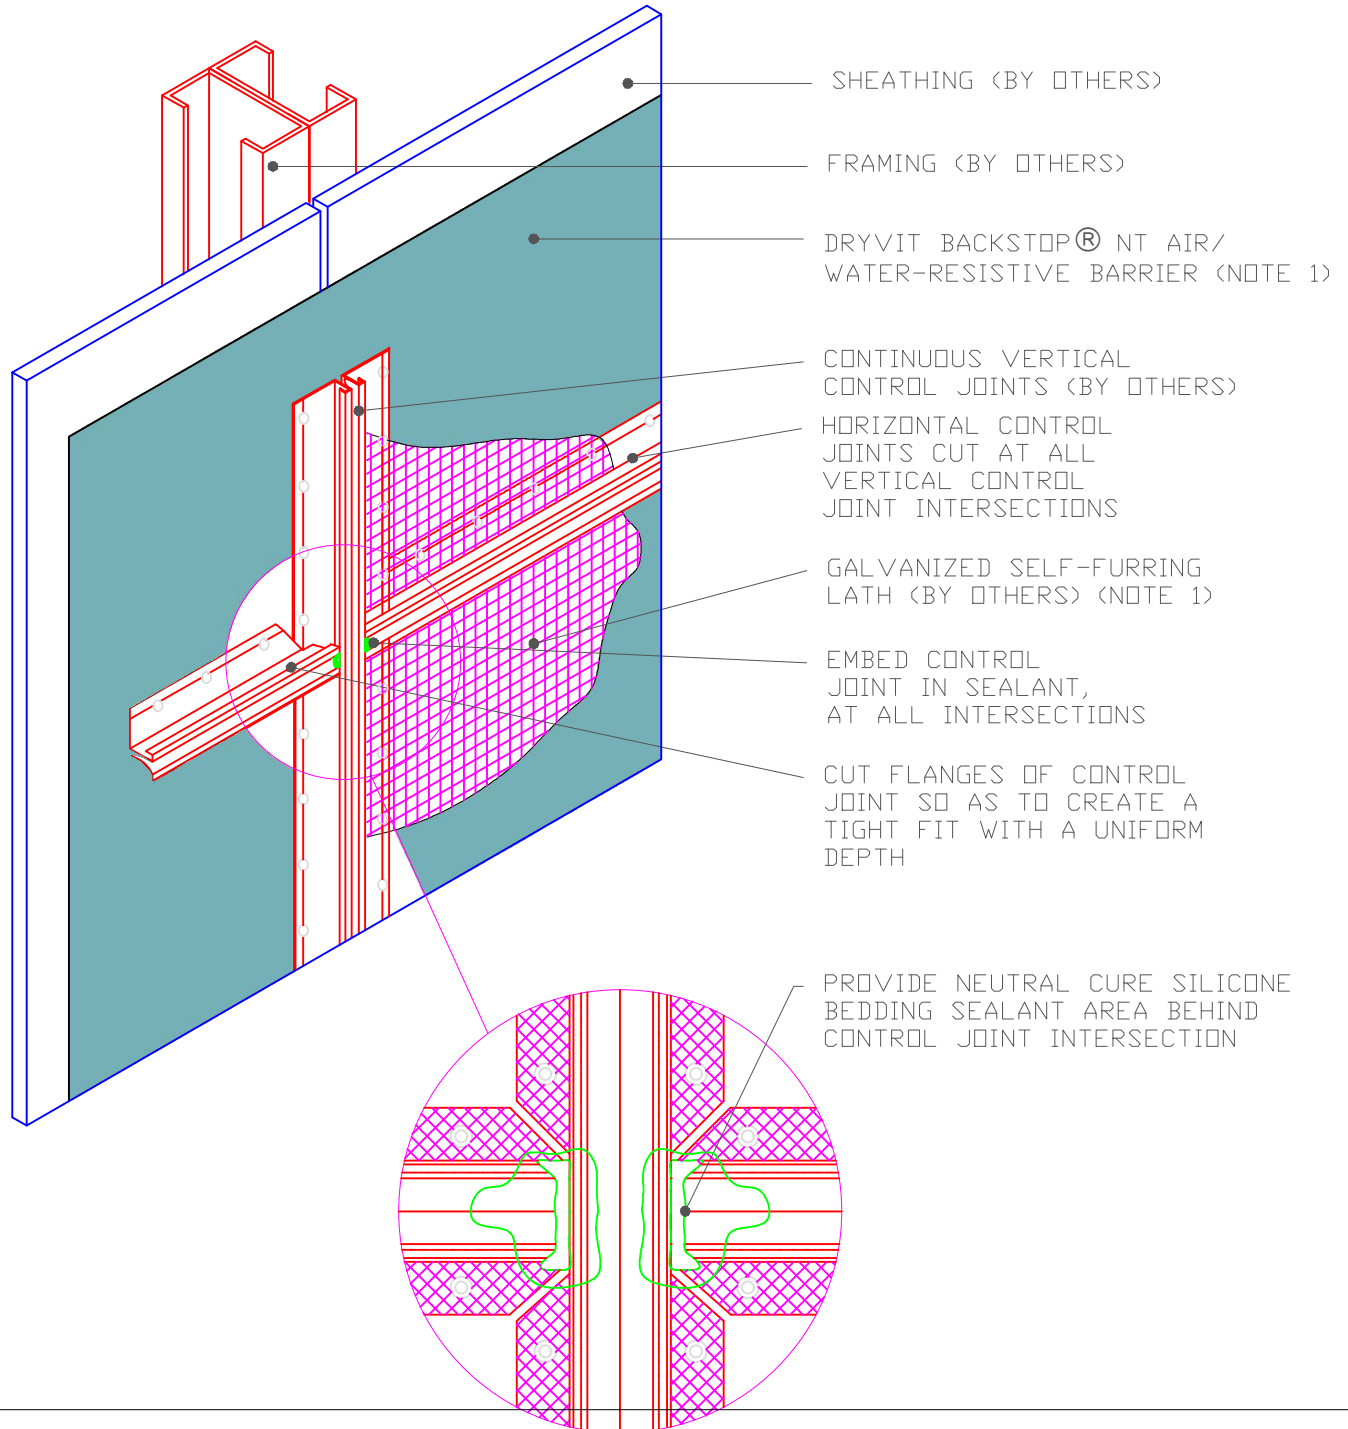 SHEATHING (BY OTHERS)
FRAMING (BY OTHERS)
DRYVIT BACKSTOP® NT AIR/
WATER-RESISTIVE BARRIER (NOTE 1)
CONTINUOUS VERTICAL
CONTROL JOINTS (BY OTHERS)
HORIZONTAL CONTROL
JOINTS CUT AT ALL
VERTICAL CONTROL
JOINT INTERSECTIONS
GALVANIZED SELF-FURRING
LATH (BY OTHERS) (NOTE 1)
EMBED CONTROL
JOINT IN SEALANT,
AT ALL INTERSECTIONS
CUT FLANGES OF CONTROL
JOINT SO AS TO CREATE A
TIGHT FIT WITH A UNIFORM
DEPTH
PROVIDE NEUTRAL CURE SILICONE
BEDDING SEALANT AREA BEHIND
CONTROL JOINT INTERSECTION